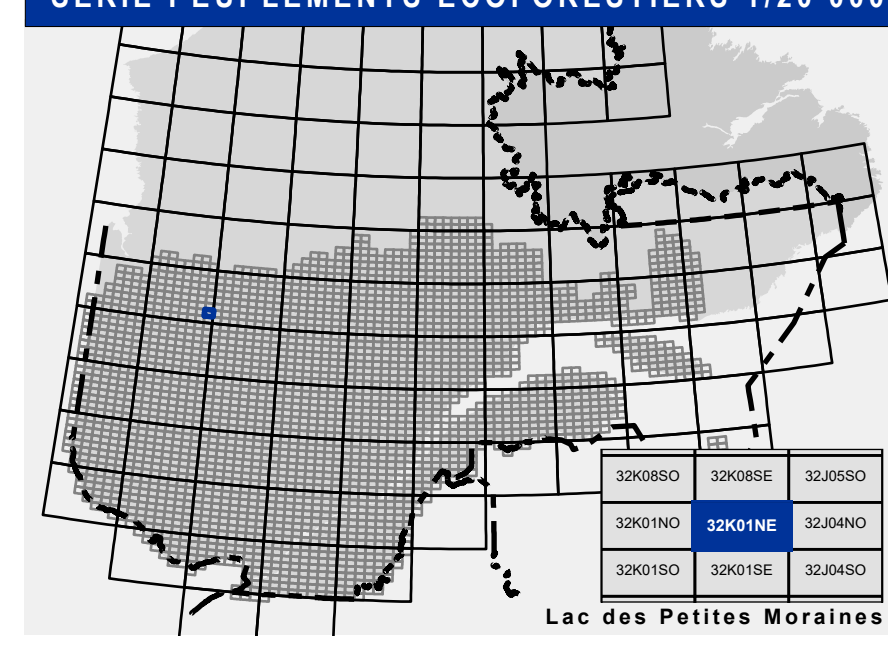 SÉRIE PEUPLEMENTS ÉCOFORESTIERS 1/20 000
32K08SO 32K08SE 32J05SO
32K01NO 32K01NE 32J04NO
32K01SO 32K01SE 32J04SO
Lac des Petites Moraines